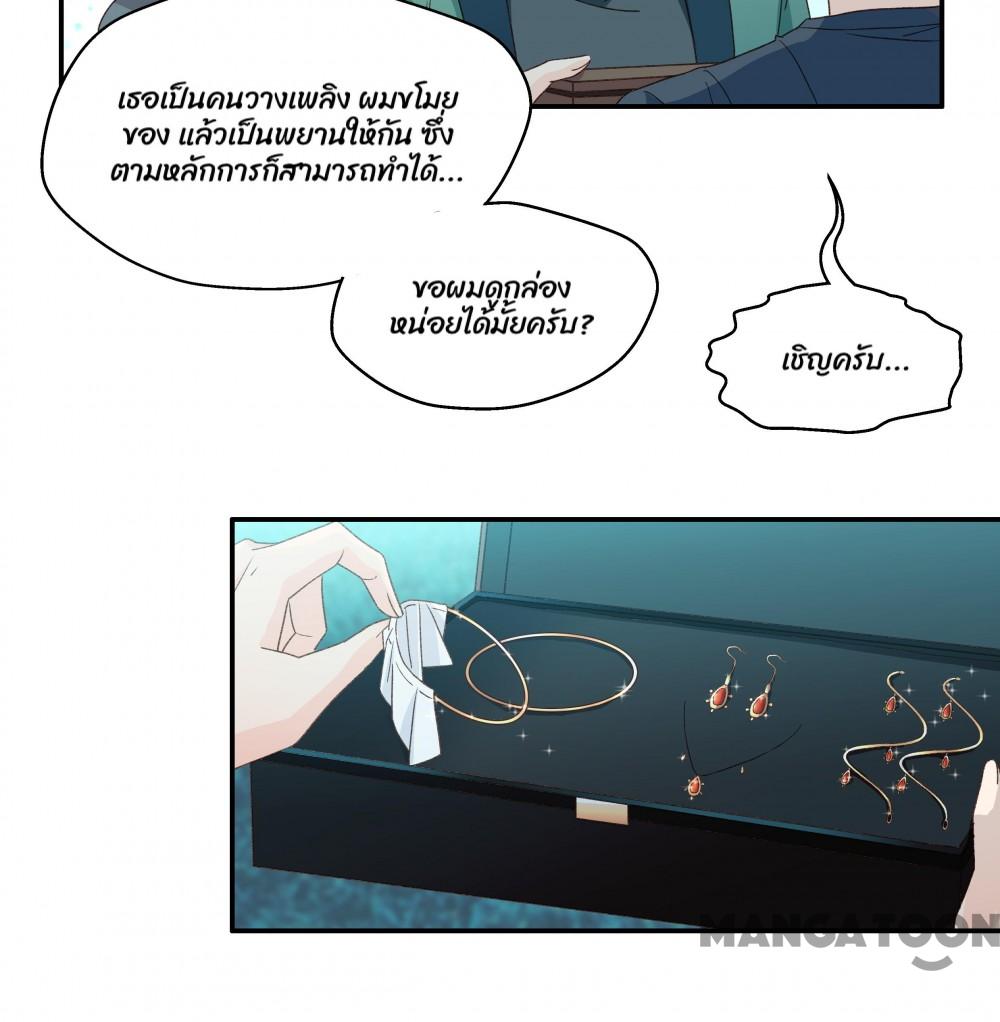 เธอเป็นคนวางเพลิง ผมขโมย
ของ แล้วเป็นพยานให้กัน ซึ่ง
ตามหลักการก็สามารถทำได้...
ขอผมดูกล่อง
หน่อยได้มั้ยครับ?
เชิญครับ...
MANGATOON